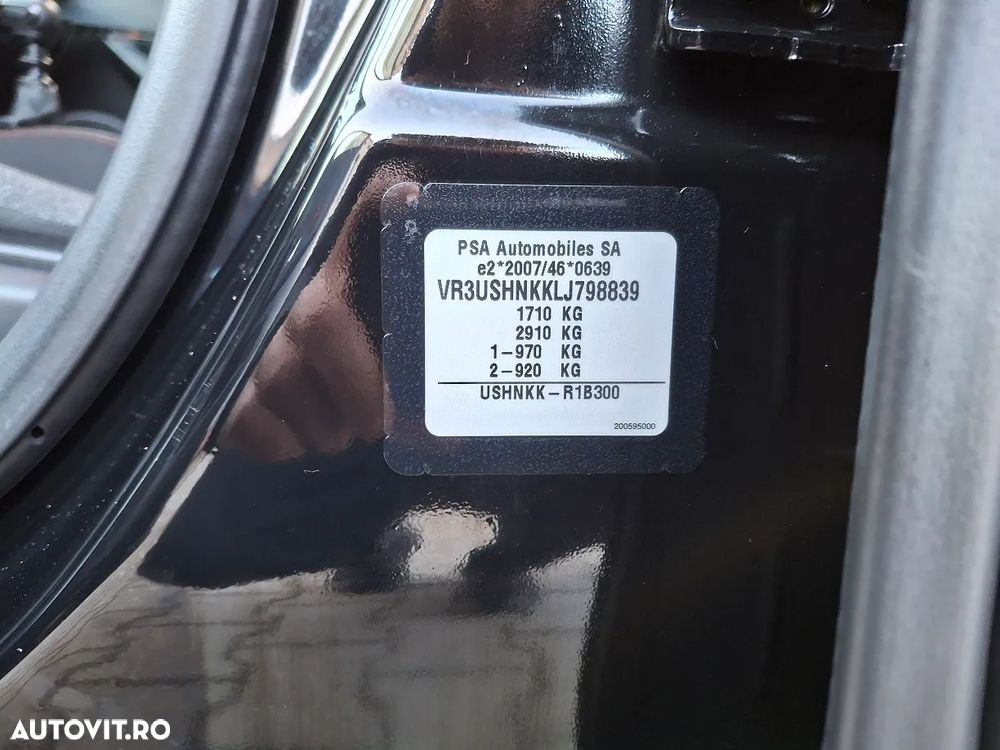 PSA Automobiles SA
e2*2007/46*0639
VR3USHNKKLJ798839
1710 KG
2910 KG
1-970 KG
2-920 KG
USHNKK-R1B300
200595000
AUTOVIT.RO